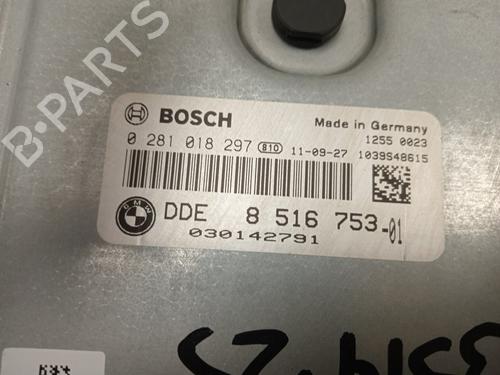 B-PARTS
BOSCH
Made in Germany
0 281 018 297 810 11-09-27
1255 0023
1039S48615
BMW
DDE 8 516 753-01
030142791